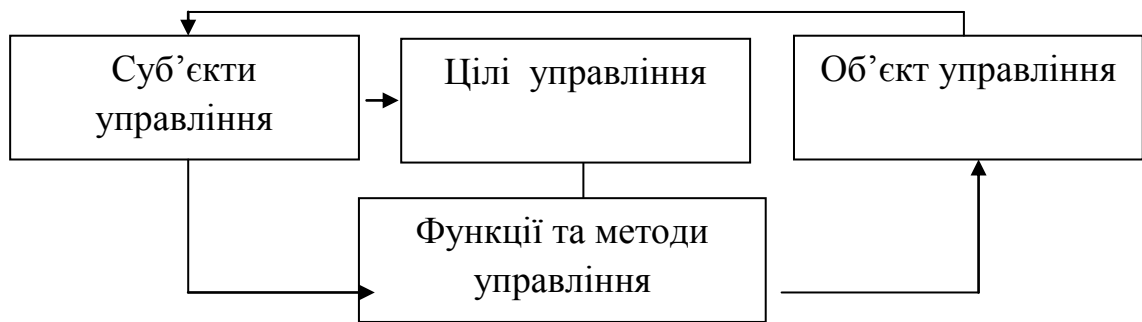 Суб’єкти
управління
Цілі управління
Об’єкт управління
Функції та методи
управління